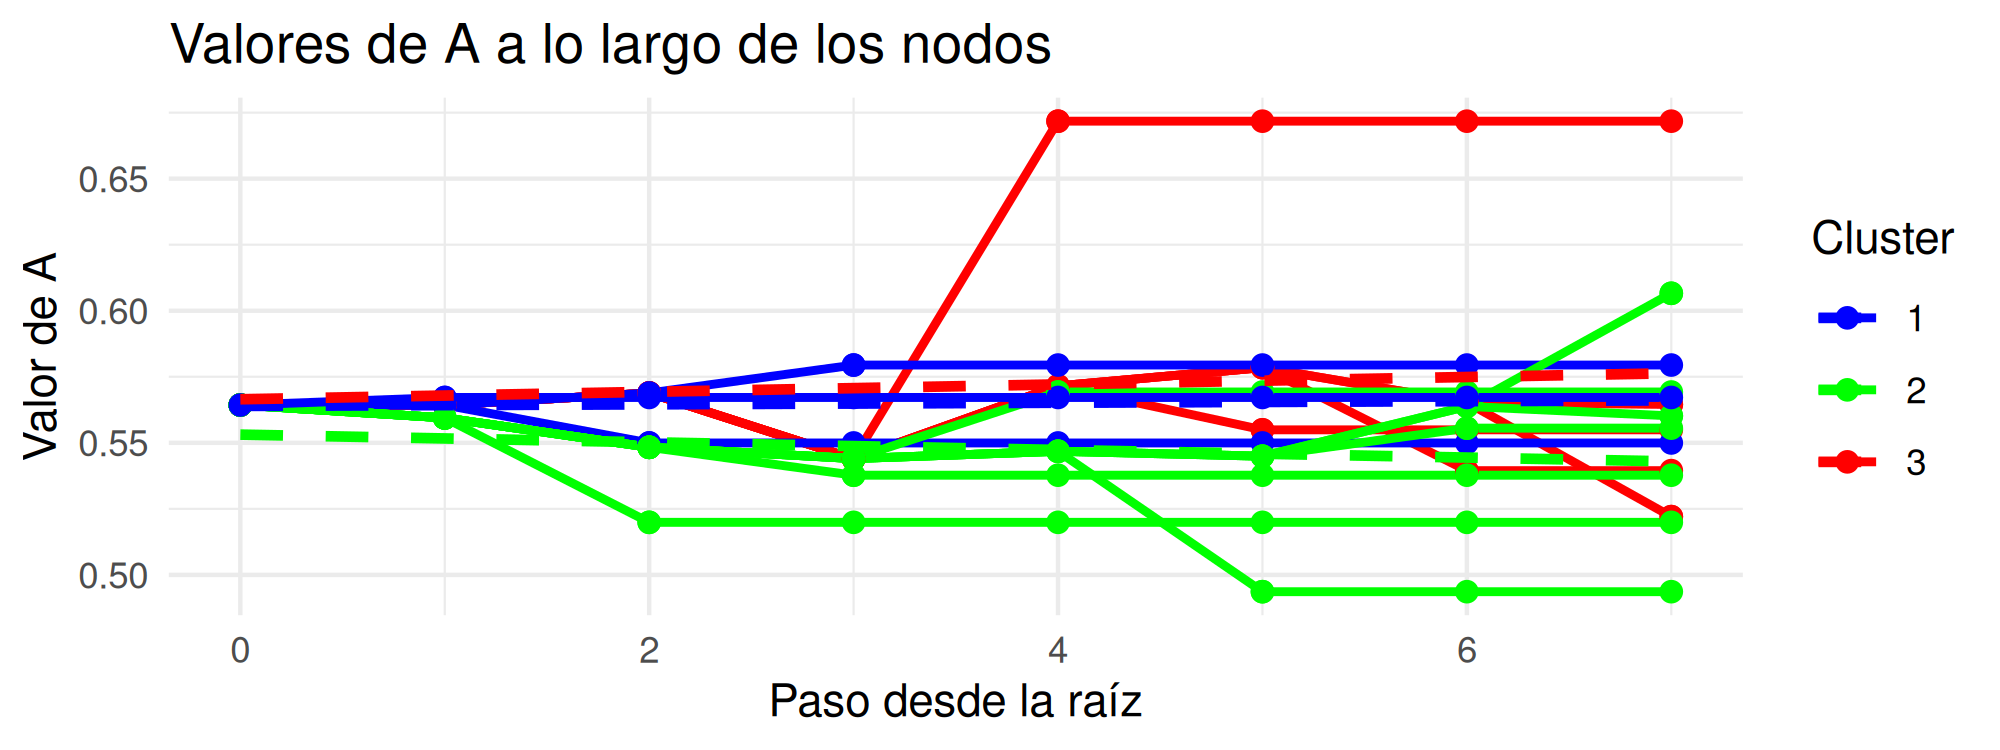 Valores de A a lo largo de los nodos
Valor de A
0.65
0.60
0.55
0.50
0
2
4
6
Paso desde la raíz
Cluster
1
2
3